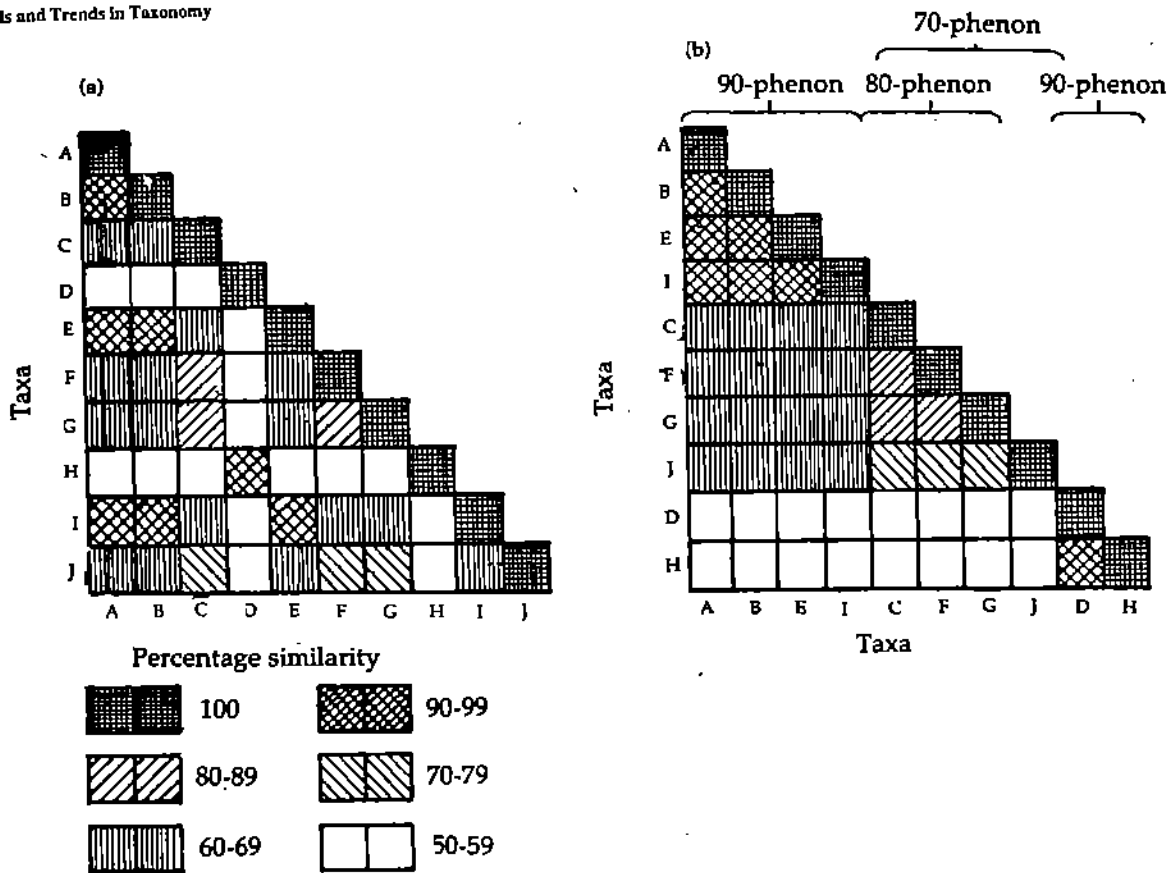 ls and Trends in Taxonomy
(a)
A
B
C
D
E
F
G
H
I
J
Taxa
A B C D E F G H I J
(b)
70-phenon
90-phenon 80-phenon 90-phenon
A
B
E
I
C
F
G
J
D
H
Taxa
A B E I C F G J D H
Taxa
Percentage similarity
100 90-99
80-89 70-79
60-69 50-59